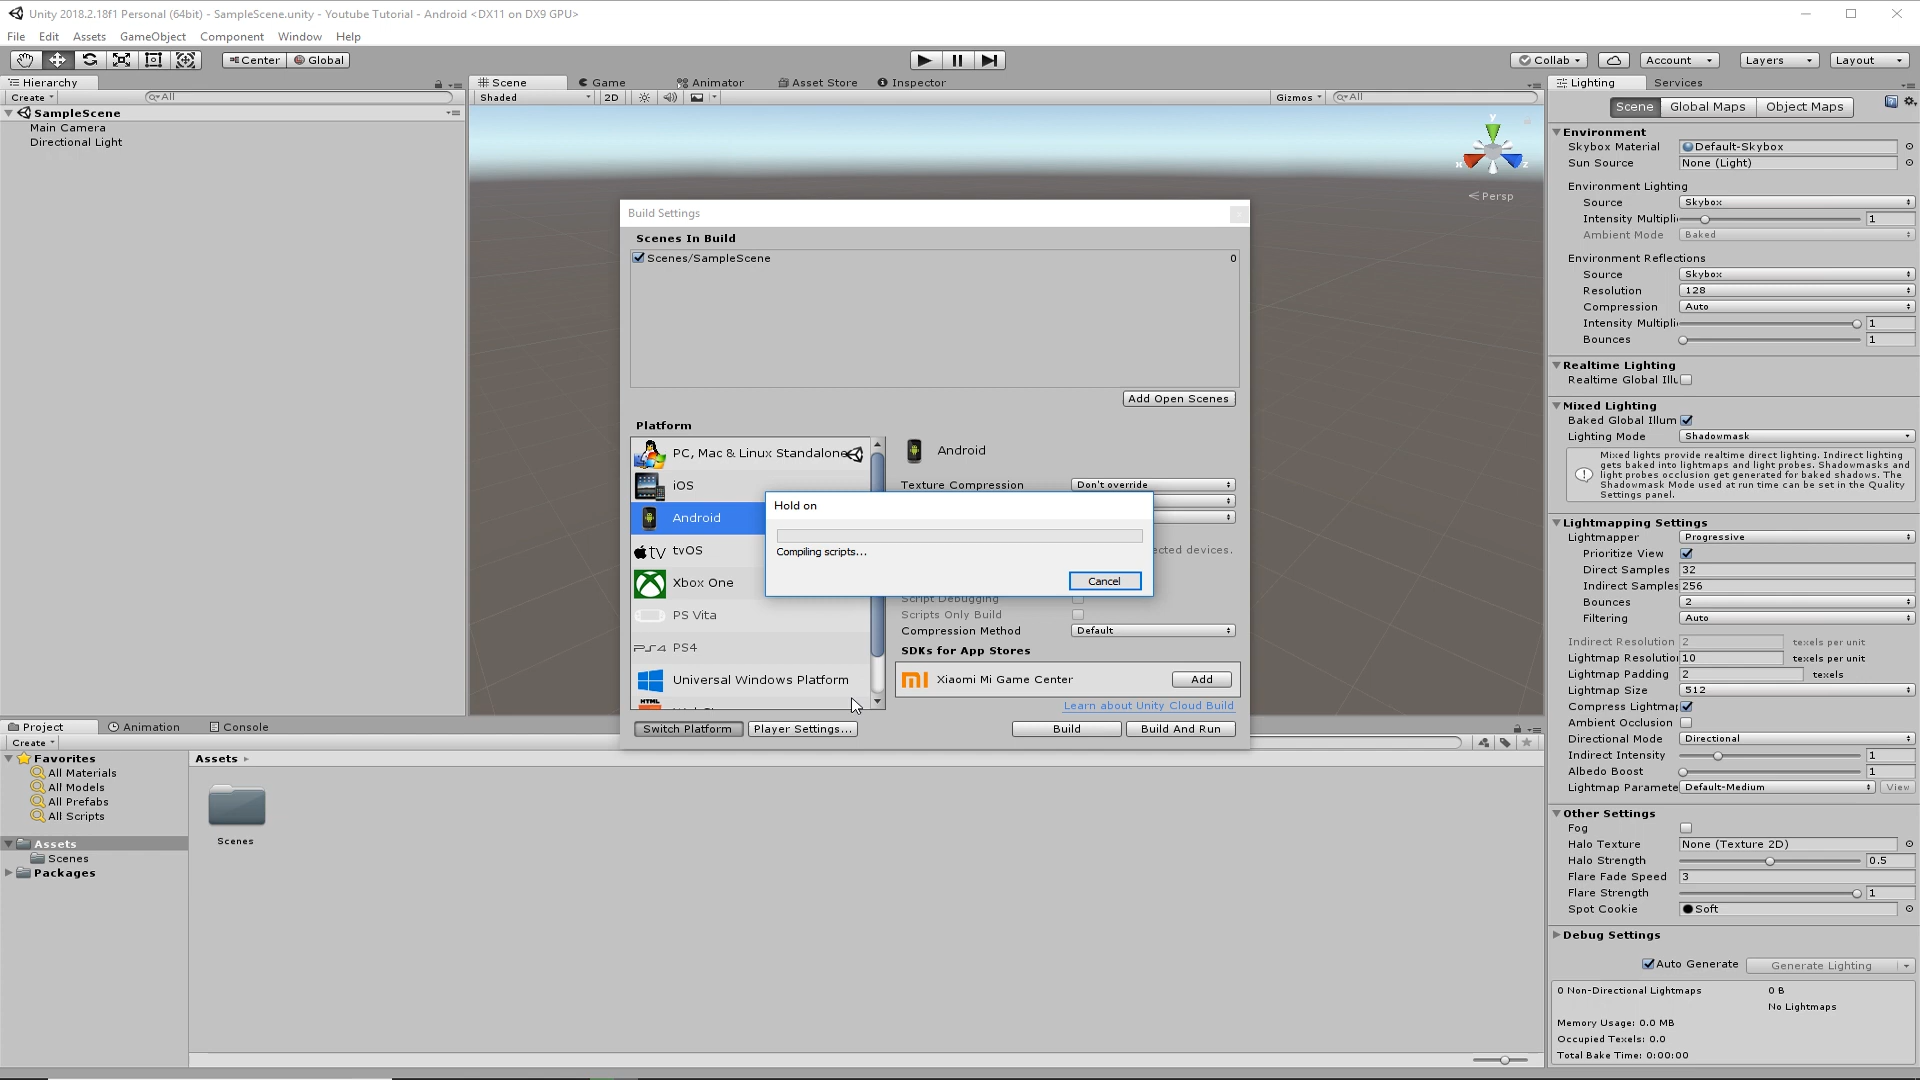 Unity 2018.2.18f1 Personal (64bit) - SampleScene.unity - Youtube Tutorial - Android <DX11 on DX9 GPU>
File Edit Assets GameObject Component Window Help
Center Global
Collab Account Layers Layout
Hierarchy
Create All
SampleScene
Main Camera
Directional Light
Scene Game Animator Asset Store Inspector
Shaded 2D Gizmos All
y
x z
Persp
Build Settings
Scenes In Build
Scenes/SampleScene 0
Add Open Scenes
Platform
PC, Mac & Linux Standalone
iOS
Android
tvOS
Xbox One
PS Vita
PS4
Universal Windows Platform
HTML
Android
Texture Compression Don't override
Hold on
Compiling scripts...
Cancel
ected devices.
Script Debugging
Scripts Only Build
Compression Method Default
SDKs for App Stores
Xiaomi Mi Game Center Add
Learn about Unity Cloud Build
Switch Platform Player Settings... Build Build And Run
Project Animation Console
Create
Favorites
All Materials
All Models
All Prefabs
All Scripts
Assets
Scenes
Packages
Assets
Scenes
Lighting Services
Scene Global Maps Object Maps
Environment
Skybox Material Default-Skybox
Sun Source None (Light)
Environment Lighting
Source Skybox
Intensity Multipli 1
Ambient Mode Baked
Environment Reflections
Source Skybox
Resolution 128
Compression Auto
Intensity Multipli 1
Bounces 1
Realtime Lighting
Realtime Global Illu
Mixed Lighting
Baked Global Illum
Lighting Mode Shadowmask
Mixed lights provide realtime direct lighting. Indirect lighting
gets baked into lightmaps and light probes. Shadowmasks and
light probes occlusion get generated for baked shadows. The
Shadowmask Mode used at run time can be set in the Quality
Settings panel.
Lightmapping Settings
Lightmapper Progressive
Prioritize View
Direct Samples 32
Indirect Samples 256
Bounces 2
Filtering Auto
Indirect Resolution 2 texels per unit
Lightmap Resolution 10 texels per unit
Lightmap Padding 2 texels
Lightmap Size 512
Compress Lightmap
Ambient Occlusion
Directional Mode Directional
Indirect Intensity 1
Albedo Boost 1
Lightmap Paramete Default-Medium View
Other Settings
Fog
Halo Texture None (Texture 2D)
Halo Strength 0.5
Flare Fade Speed 3
Flare Strength 1
Spot Cookie Soft
Debug Settings
Auto Generate Generate Lighting
0 Non-Directional Lightmaps 0 B
No Lightmaps
Memory Usage: 0.0 MB
Occupied Texels: 0.0
Total Bake Time: 0:00:00